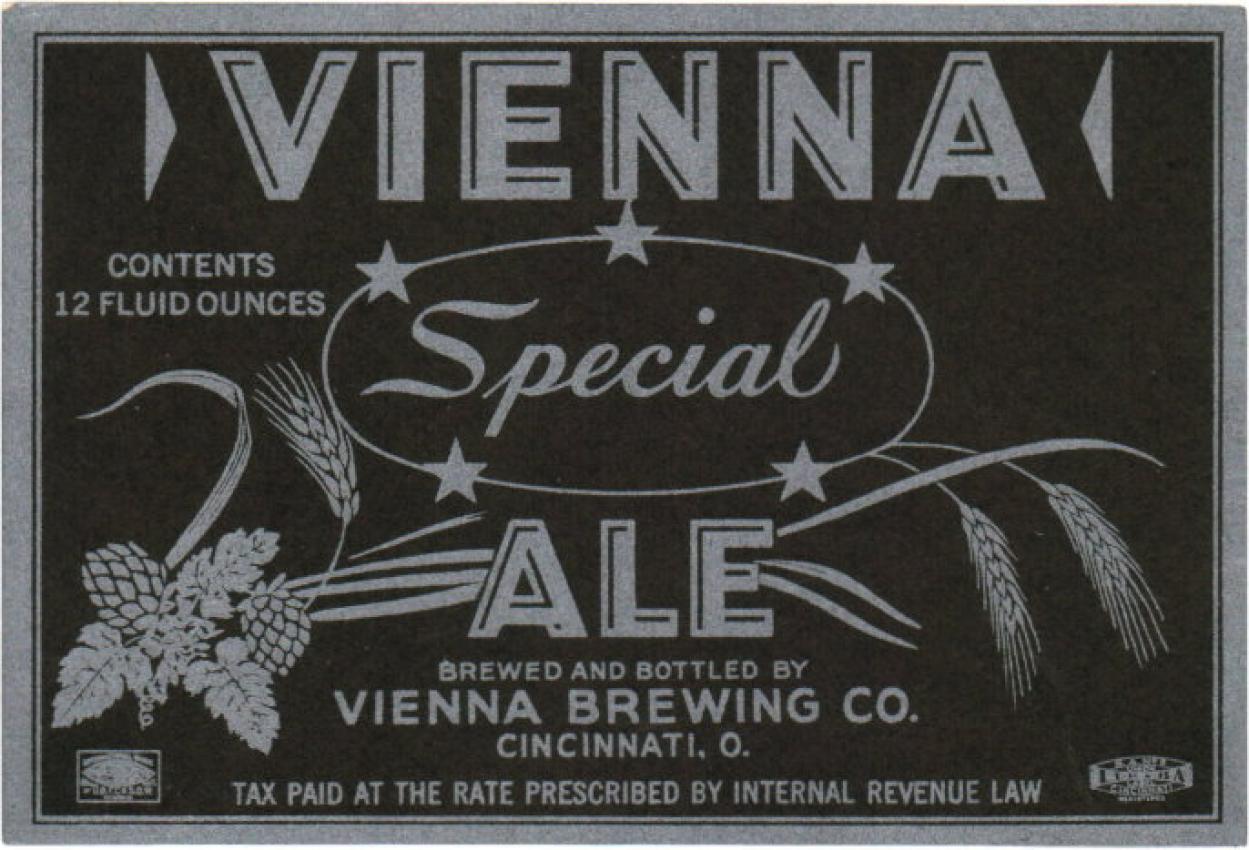 VIENNA
CONTENTS
12 FLUID OUNCES
Special
ALE
BREWED AND BOTTLED BY
VIENNA BREWING CO.
CINCINNATI, O.
TAX PAID AT THE RATE PRESCRIBED BY INTERNAL REVENUE LAW
CINCINNATI